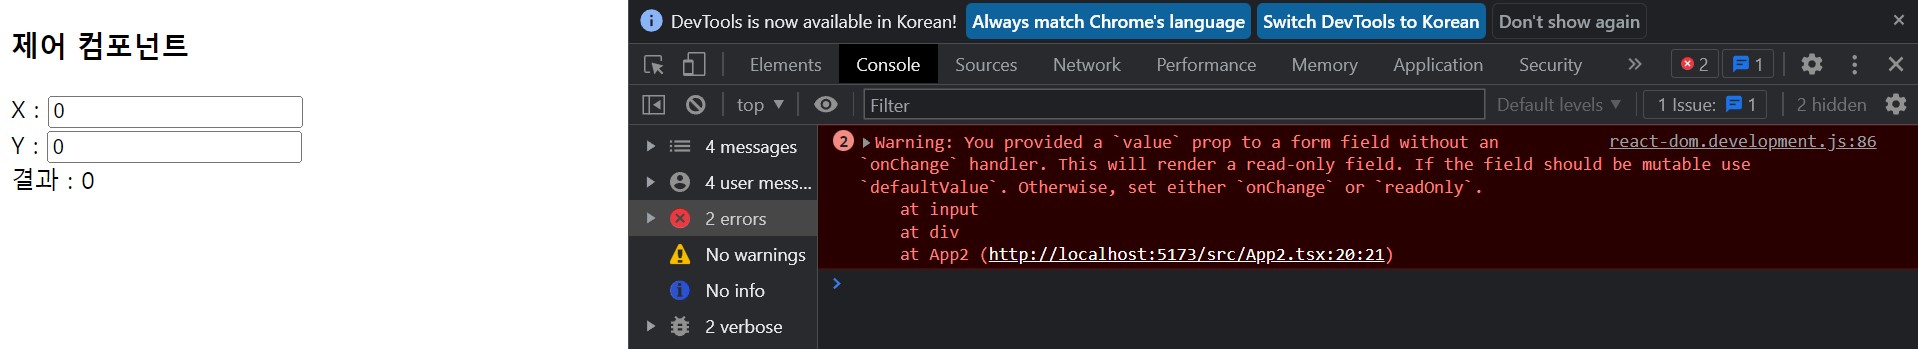 제어 컴포넌트
X : 0
Y : 0
결과 : 0
DevTools is now available in Korean! Always match Chrome's language Switch DevTools to Korean Don't show again
Elements Console Sources Network Performance Memory Application Security 2 1
top Filter Default levels 1 Issue: 1 2 hidden
4 messages
4 user mess...
2 errors
No warnings
No info
2 verbose
2 Warning: You provided a `value` prop to a form field without an react-dom.development.js:86
`onChange` handler. This will render a read-only field. If the field should be mutable use
`defaultValue`. Otherwise, set either `onChange` or `readOnly`.
at input
at div
at App2 (http://localhost:5173/src/App2.tsx:20:21)